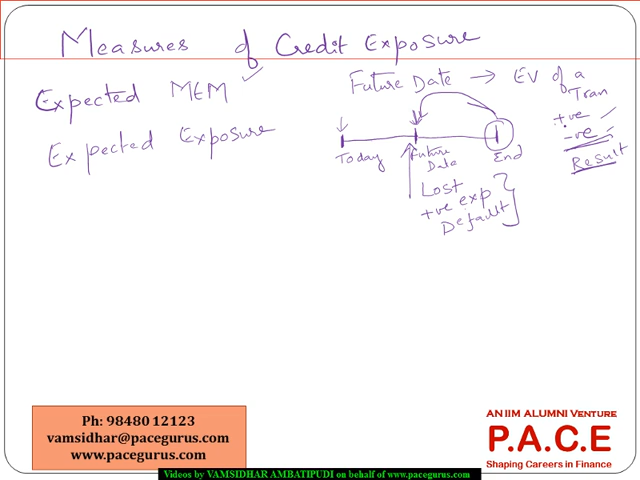 Measures of Credit Exposure
Expected MEM
Expected Exposure
Future Date → EV of a
Tran
+ve
-ve
Result
Today
Future
Date
End
Lost
+ve exp
Default
Ph: 98480 12123
vamsidhar@pacegurus.com
www.pacegurus.com
AN IIM ALUMNI VENTURE
P.A.C.E
Shaping Careers in Finance
Videos by VAMSIDHAR AMBATIPUDI on behalf of www.pacegurus.com